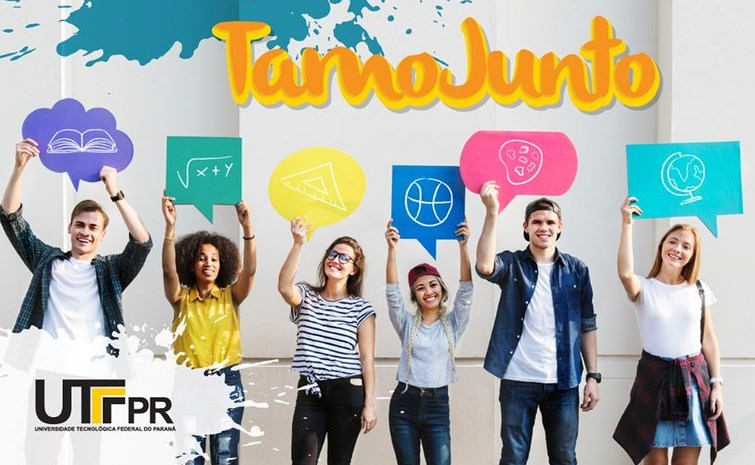 TamoJunto
√x+y
UTFPR
UNIVERSIDADE TECNOLÓGICA FEDERAL DO PARANÁ